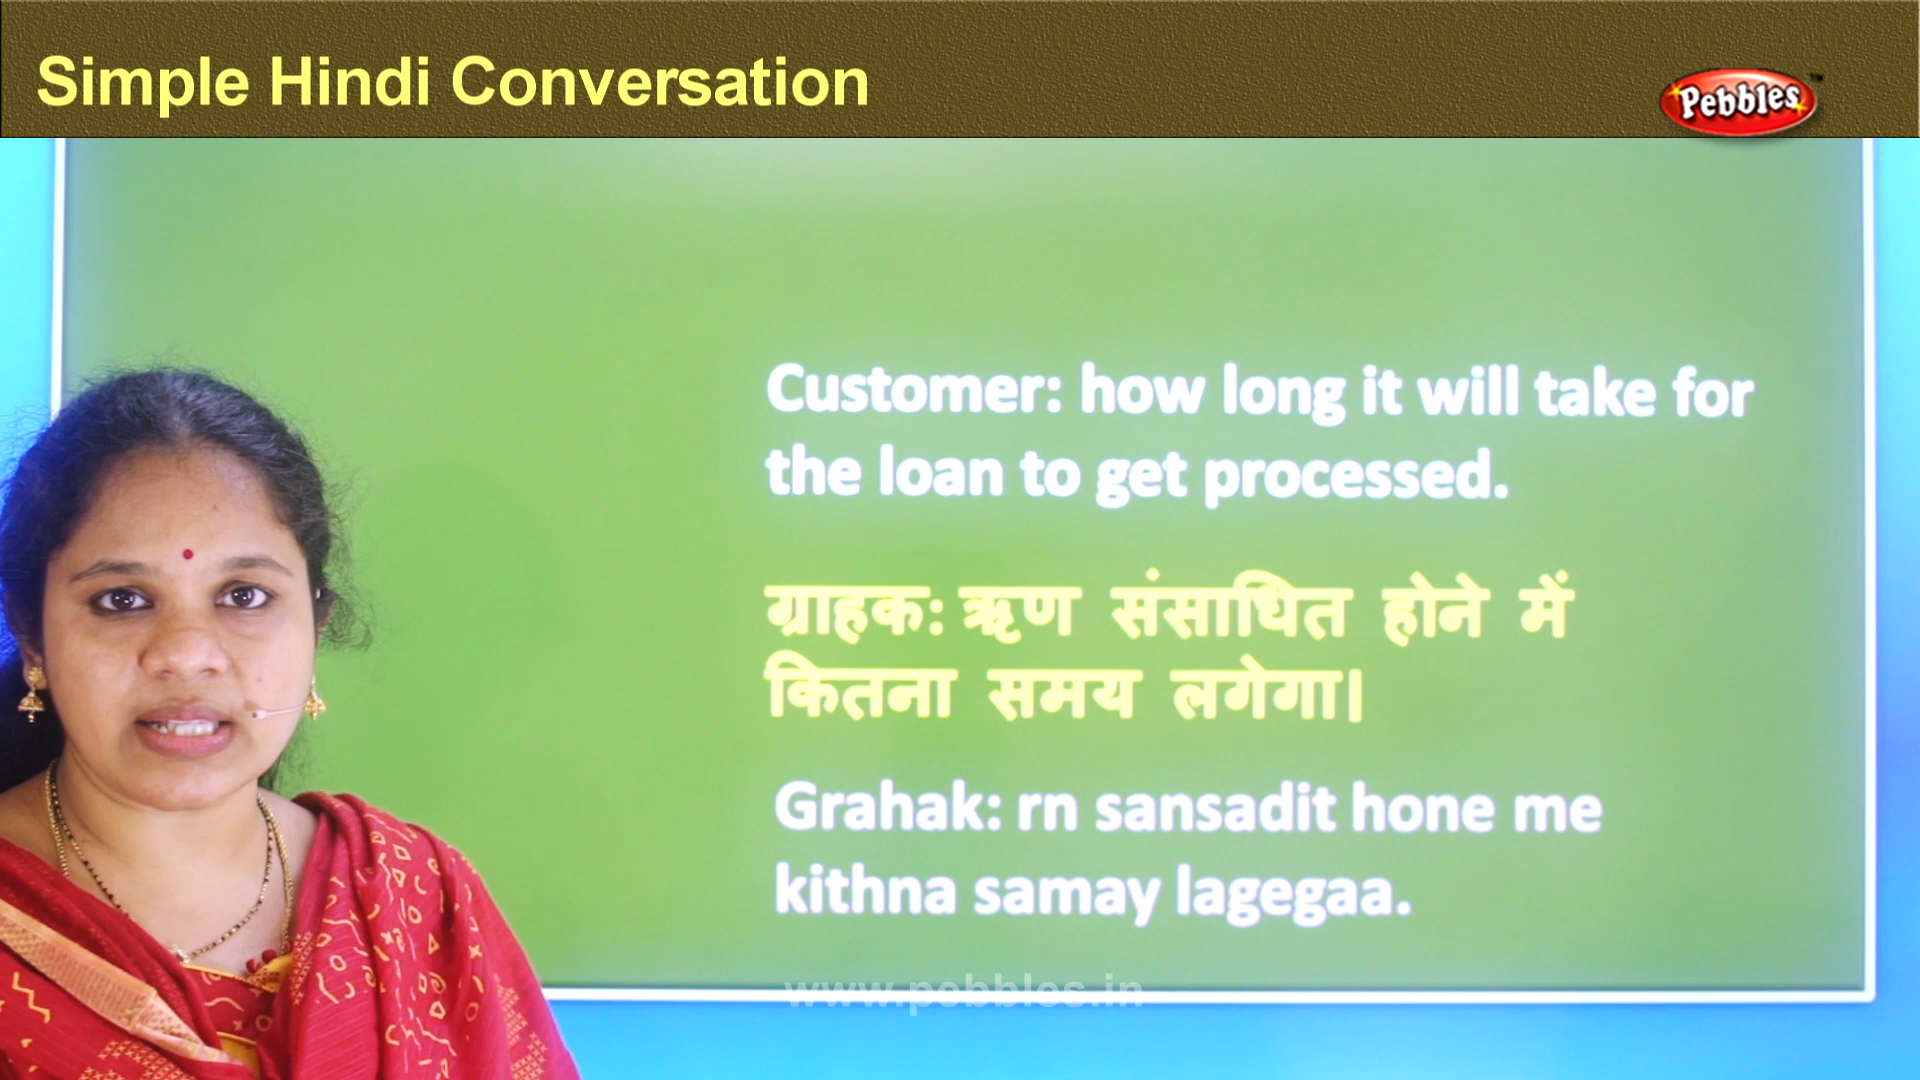 Simple Hindi Conversation
Pebbles
Customer: how long it will take for
the loan to get processed.
ग्राहक: ऋण संसाधित होने में
कितना समय लगेगा।
Grahak: rn sansadit hone me
kithna samay lagegaa.
www.pebbles.in